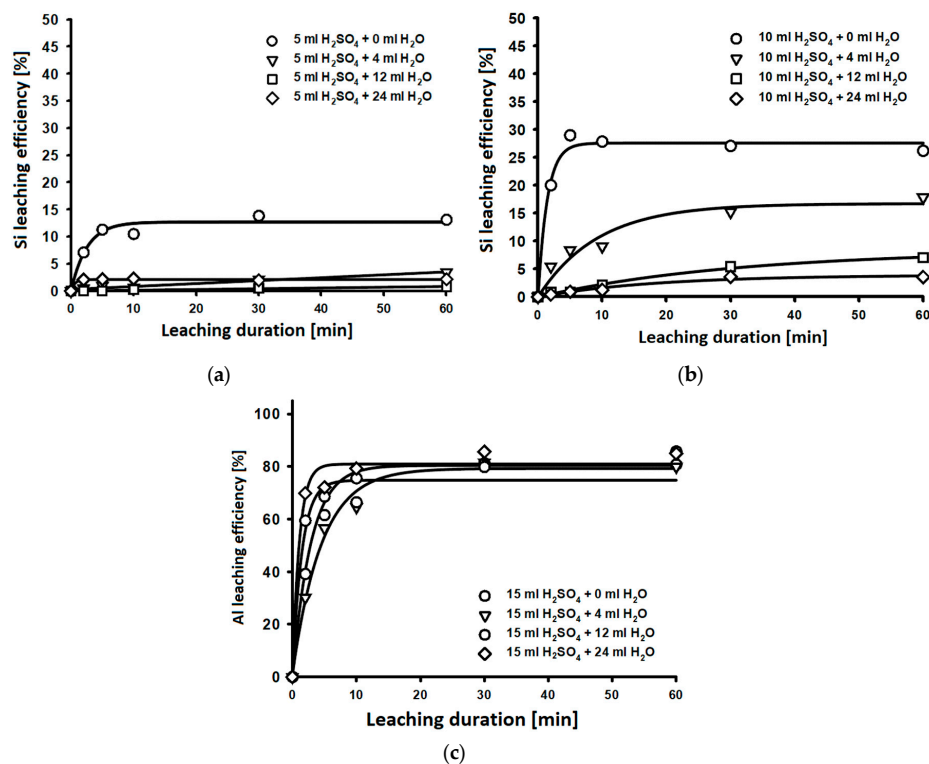 (a)
50
45
40
35
30
25
20
15
10
5
0
Si leaching efficiency [%]
5 ml H₂SO₄ + 0 ml H₂O
5 ml H₂SO₄ + 4 ml H₂O
5 ml H₂SO₄ + 12 ml H₂O
5 ml H₂SO₄ + 24 ml H₂O
0 10 20 30 40 50 60
Leaching duration [min]
(a)
(b)
50
45
40
35
30
25
20
15
10
5
0
Si leaching efficiency [%]
10 ml H₂SO₄ + 0 ml H₂O
10 ml H₂SO₄ + 4 ml H₂O
10 ml H₂SO₄ + 12 ml H₂O
10 ml H₂SO₄ + 24 ml H₂O
0 10 20 30 40 50 60
Leaching duration [min]
(b)
100
80
60
40
20
0
Al leaching efficiency [%]
15 ml H₂SO₄ + 0 ml H₂O
15 ml H₂SO₄ + 4 ml H₂O
15 ml H₂SO₄ + 12 ml H₂O
15 ml H₂SO₄ + 24 ml H₂O
0 10 20 30 40 50 60
Leaching duration [min]
(c)